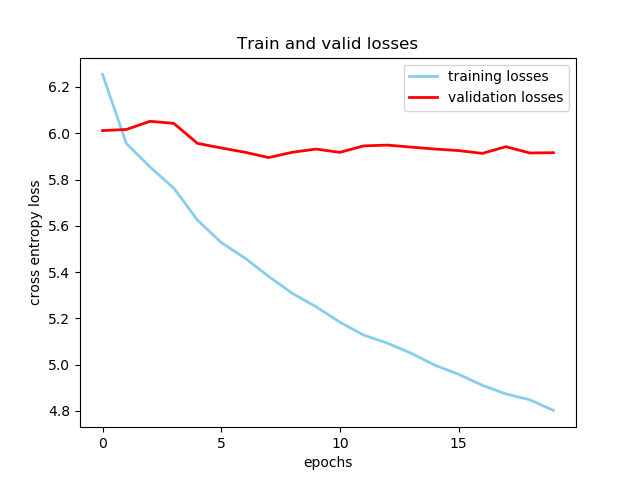 Train and valid losses
training losses
validation losses
6.2
6.0
5.8
5.6
5.4
5.2
5.0
4.8
cross entropy loss
0
5
10
15
epochs